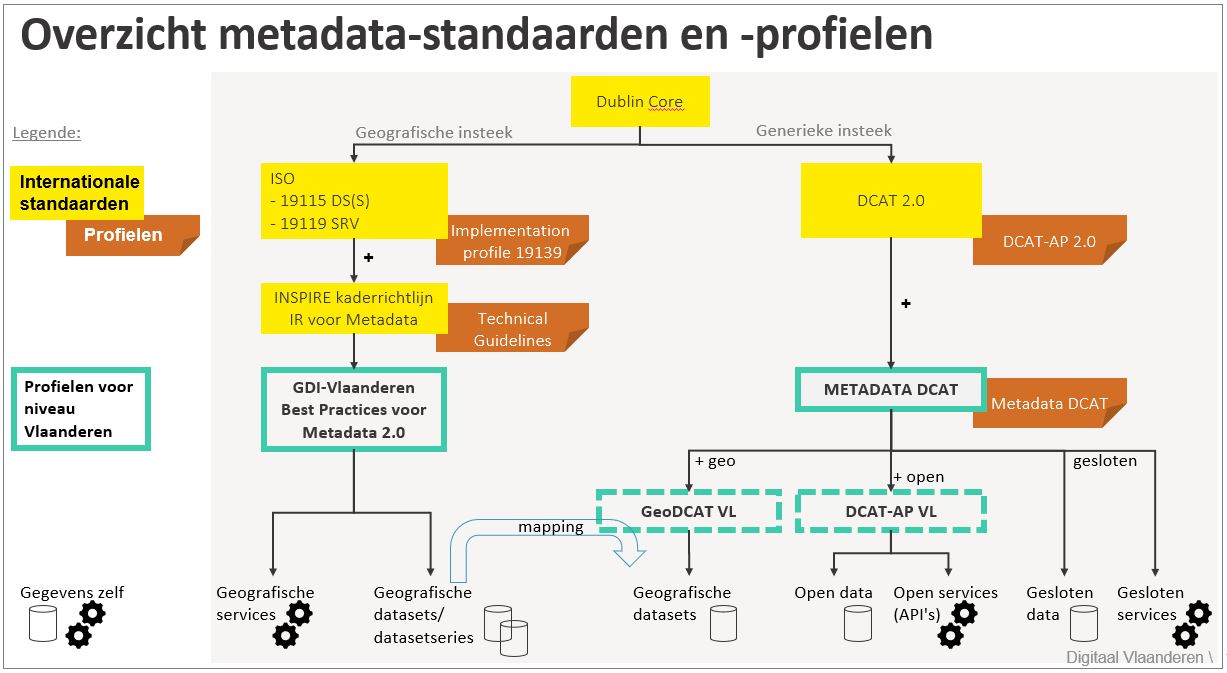 Overzicht metadata-standaarden en -profielen
Legende:
Internationale
standaarden
Profielen
Profielen voor
niveau
Vlaanderen
Gegevens zelf
Dublin Core
Geografische insteek
Generieke insteek
ISO
- 19115 DS(S)
- 19119 SRV
Implementation
profile 19139
+
INSPIRE kaderrichtlijn
IR voor Metadata
Technical
Guidelines
GDI-Vlaanderen
Best Practices voor
Metadata 2.0
DCAT 2.0
DCAT-AP 2.0
+
METADATA DCAT
Metadata DCAT
+ geo
+ open
gesloten
GeoDCAT VL
DCAT-AP VL
mapping
Geografische
services
Geografische
datasets/
datasetseries
Geografische
datasets
Open data
Open services
(API's)
Gesloten
data
Gesloten
services
Digitaal Vlaanderen \